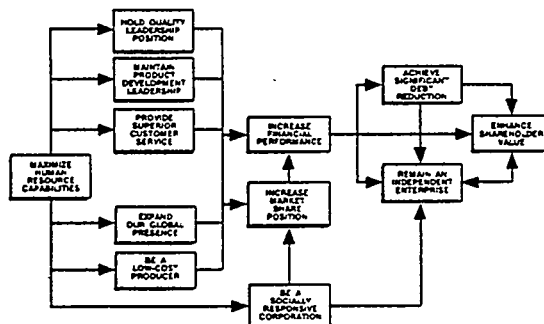 HOLD QUALITY
LEADERSHIP
POSITION
MAINTAIN
PRODUCT
DEVELOPMENT
LEADERSHIP
PROVIDE
SUPERIOR
CUSTOMER
SERVICE
MAXIMIZE
HUMAN
RESOURCE
CAPABILITIES
EXPAND
OUR GLOBAL
PRESENCE
BE A
LOW-COST
PRODUCER
INCREASE
FINANCIAL
PERFORMANCE
INCREASE
MARKET
SHARE
POSITION
BE A
SOCIALLY
RESPONSIVE
CORPORATION
ACHIEVE
SIGNIFICANT
DEBT
REDUCTION
REMAIN AN
INDEPENDENT
ENTERPRISE
ENHANCE
SHAREHOLDER
VALUE